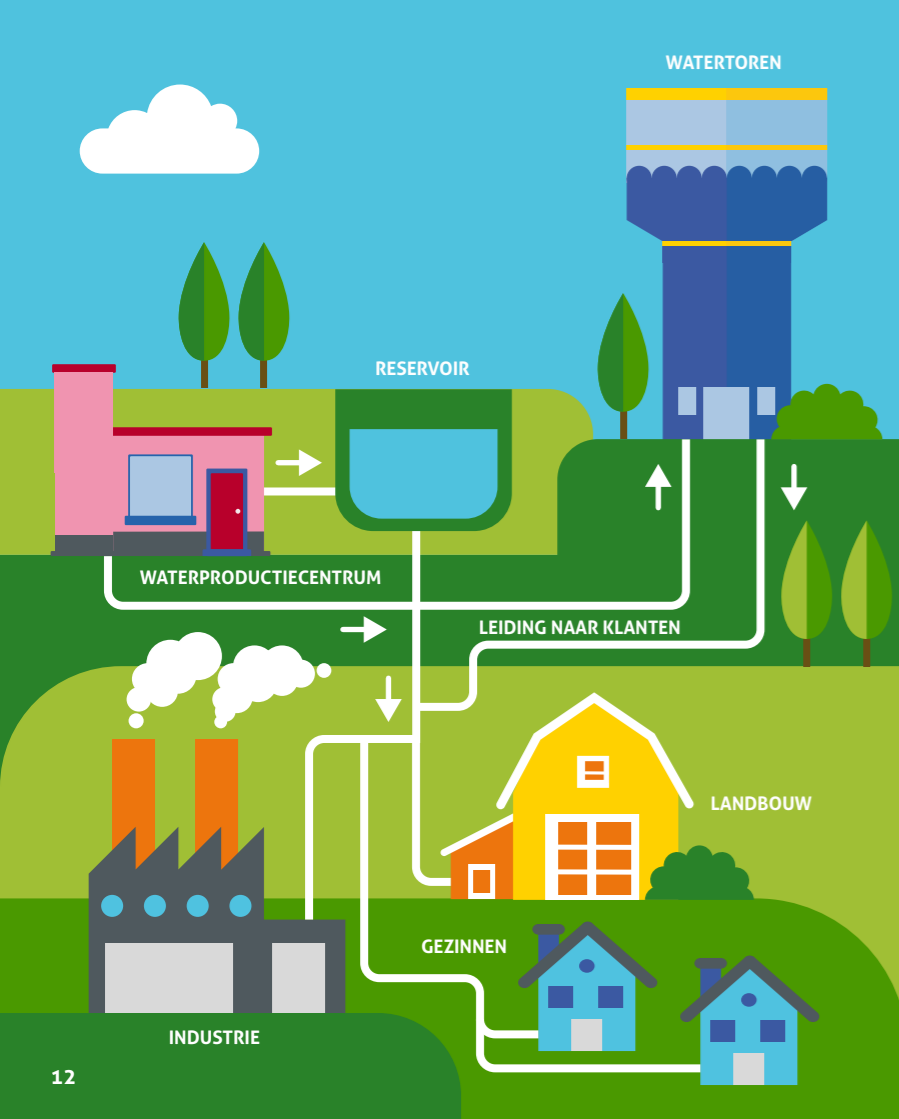 WATERTOREN
RESERVOIR
WATERPRODUCTIECENTRUM
LEIDING NAAR KLANTEN
LANDBOUW
GEZINNEN
INDUSTRIE
12